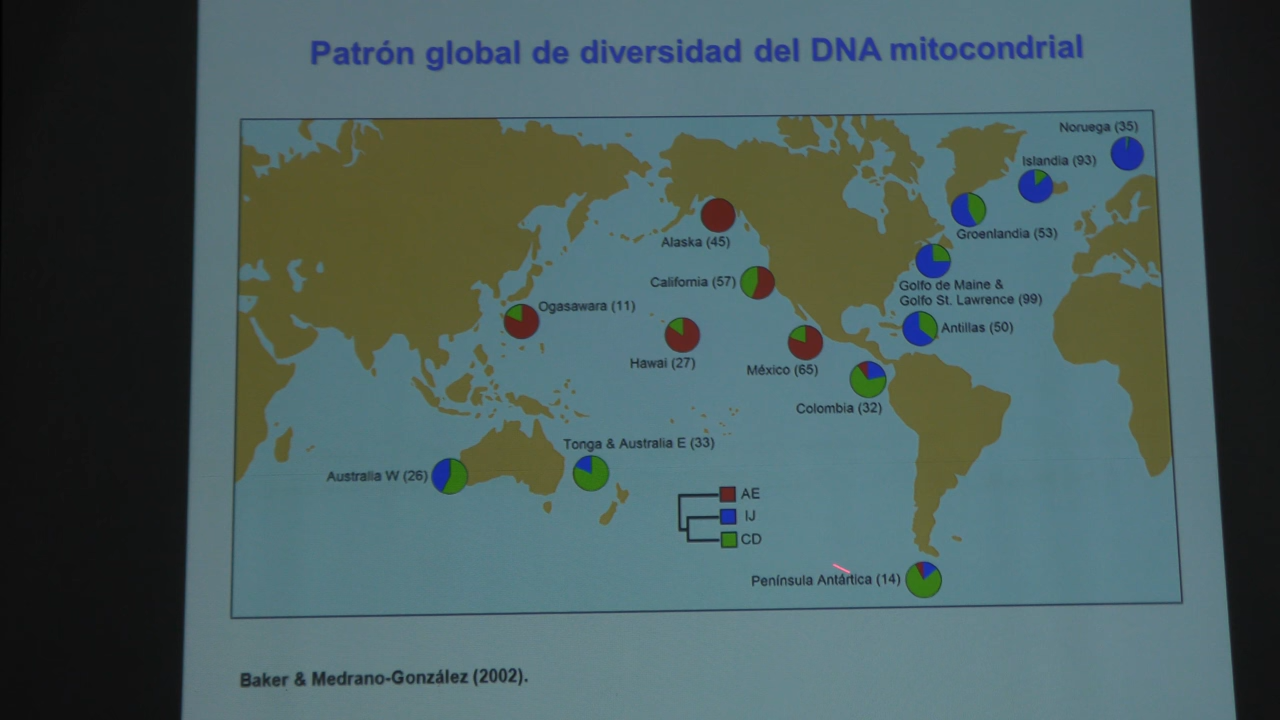 Patrón global de diversidad del DNA mitocondrial
Noruega (35)
Islandia (93)
Groenlandia (53)
Alaska (45)
California (57)
Golfo de Maine &
Golfo St. Lawrence (99)
Ogasawara (11)
Antillas (50)
Hawai (27)
México (65)
Colombia (32)
Tonga & Australia E (33)
Australia W (26)
AE
IJ
CD
Península Antártica (14)
Baker & Medrano-González (2002).